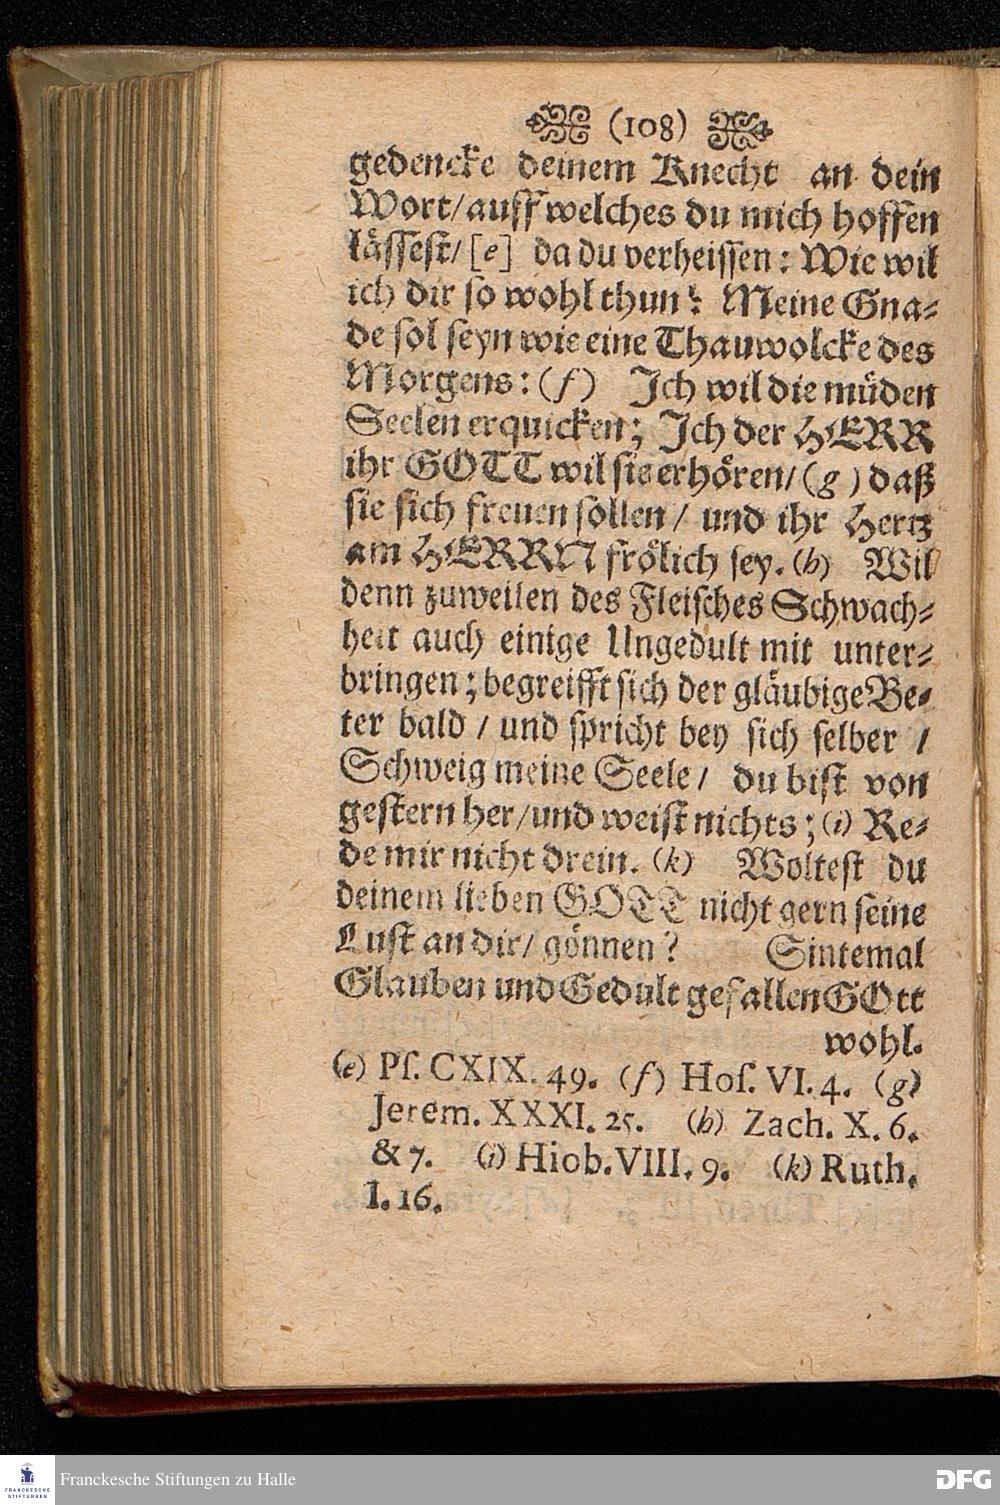 (108)
gedencke deinem Knecht an dein
Wort/ auff welches du mich hoffen
lässest/ [e] da du verheissen: Wie wil
ich dir so wohl thun? Meine Gna-
de sol seyn wie eine Thauwolcke des
Morgens: (f) Ich wil die müden
Seelen erquicken; Ich der HERR
ihr GOTT wil sie erhören/ (g) daß
sie sich freuen sollen / und ihr Hertz
am HERRN frölich sey. (h) Wil
denn zuweilen des Fleisches Schwach-
heit auch einige Ungedult mit unter-
bringen; begreifft sich der gläubige Be-
ter bald / und spricht bey sich selber /
Schweig meine Seele / du bist von
gestern her/ und weist nichts; (i) Re-
de mir nicht drein. (k) Woltest du
deinem lieben GOTT nicht gern seine
Lust an dir/ gönnen? Sintemal
Glauben und Gedult gefallen GOtt
wohl.
(e) Ps. CXIX. 49. (f) Hos. VI. 4. (g)
Jerem. XXXI. 25. (h) Zach. X. 6.
& 7. (i) Hiob. VIII. 9. (k) Ruth.
I. 16.
FRANCKESCHE
STIFTUNGEN
Franckesche Stiftungen zu Halle
DFG